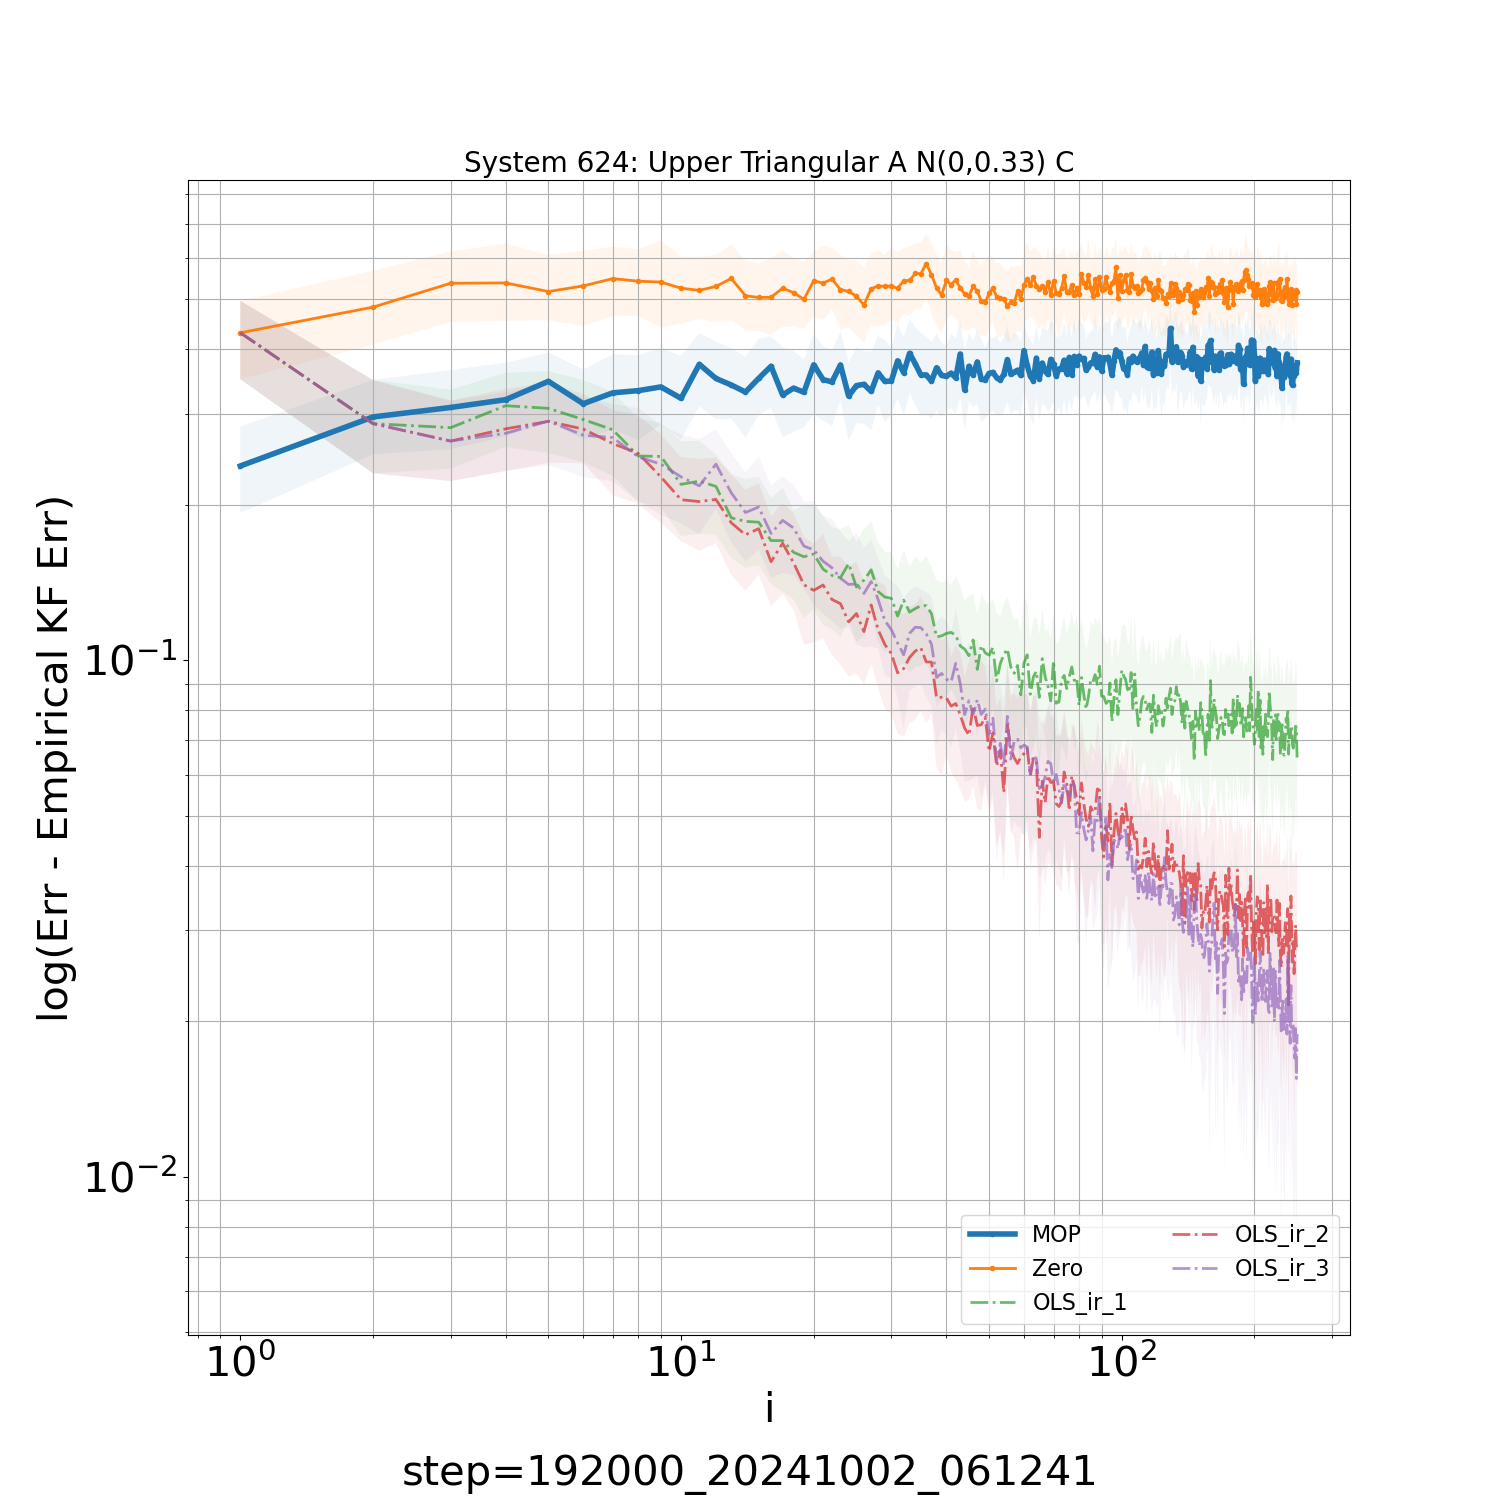 System 624: Upper Triangular A N(0,0.33) C
log(Err - Empirical KF Err)
10⁻¹
10⁻²
MOP
Zero
OLS_ir_1
OLS_ir_2
OLS_ir_3
10⁰ 10¹ 10²
i
step=192000_20241002_061241